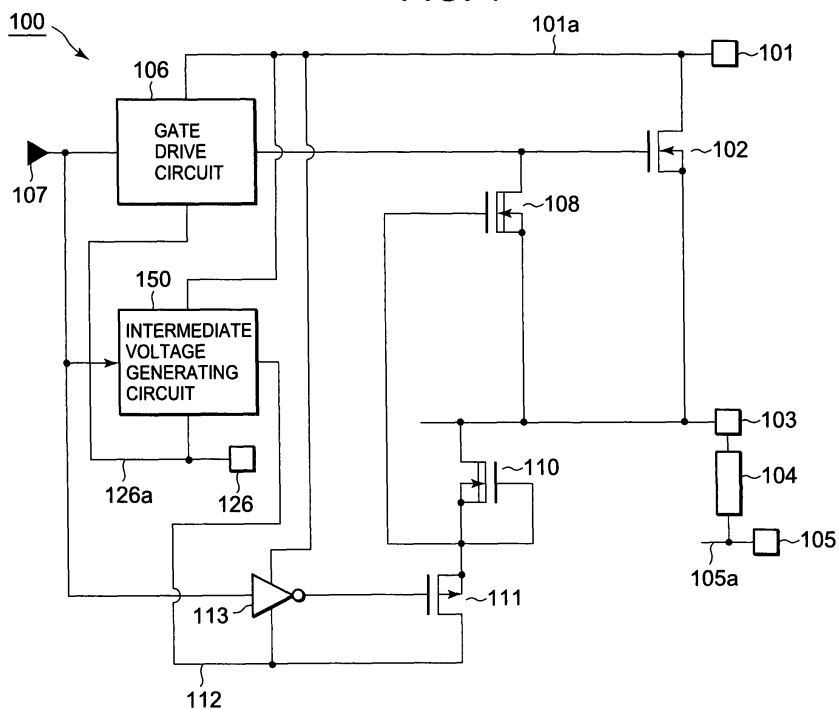 100
101a
101
106
GATE
DRIVE
CIRCUIT
102
107
108
150
INTERMEDIATE
VOLTAGE
GENERATING
CIRCUIT
103
110
104
126a
126
105
105a
113
111
112